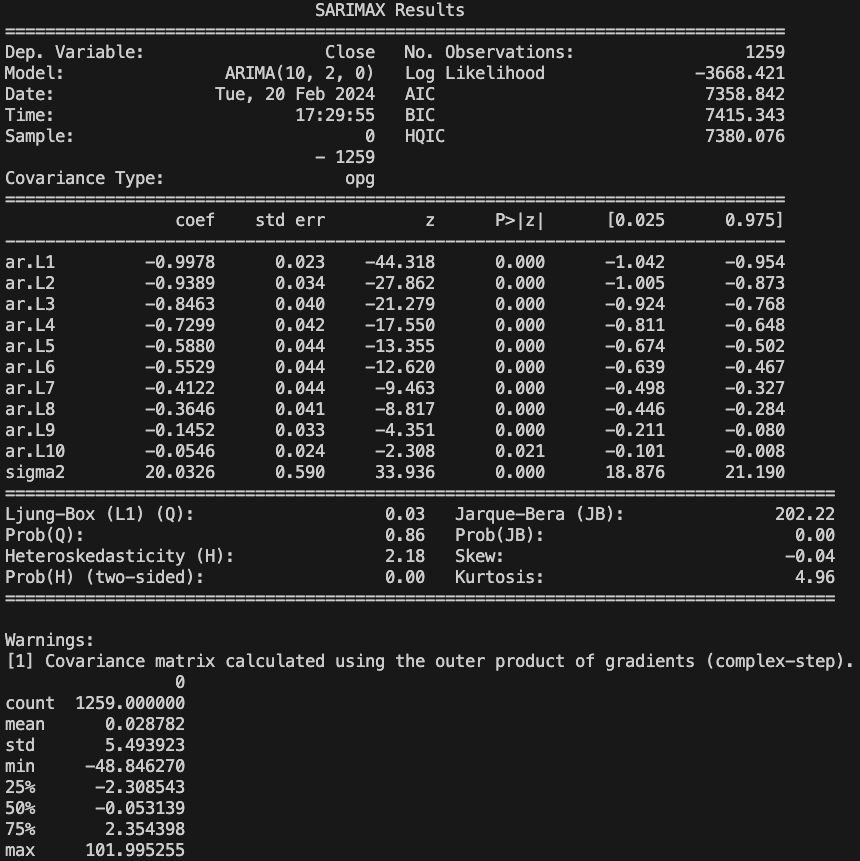 SARIMAX Results
==============================================================================
Dep. Variable:                  Close   No. Observations:                 1259
Model:                ARIMA(10, 2, 0)   Log Likelihood               -3668.421
Date:                Tue, 20 Feb 2024   AIC                           7358.842
Time:                        17:29:55   BIC                           7415.343
Sample:                             0   HQIC                          7380.076
                               - 1259
Covariance Type:                  opg
==============================================================================
                 coef    std err          z      P>|z|      [0.025      0.975]
------------------------------------------------------------------------------
ar.L1         -0.9978      0.023    -44.318      0.000      -1.042      -0.954
ar.L2         -0.9389      0.034    -27.862      0.000      -1.005      -0.873
ar.L3         -0.8463      0.040    -21.279      0.000      -0.924      -0.768
ar.L4         -0.7299      0.042    -17.550      0.000      -0.811      -0.648
ar.L5         -0.5880      0.044    -13.355      0.000      -0.674      -0.502
ar.L6         -0.5529      0.044    -12.620      0.000      -0.639      -0.467
ar.L7         -0.4122      0.044     -9.463      0.000      -0.498      -0.327
ar.L8         -0.3646      0.041     -8.817      0.000      -0.446      -0.284
ar.L9         -0.1452      0.033     -4.351      0.000      -0.211      -0.080
ar.L10        -0.0546      0.024     -2.308      0.021      -0.101      -0.008
sigma2        20.0326      0.590     33.936      0.000      18.876      21.190
===================================================================================
Ljung-Box (L1) (Q):                   0.03   Jarque-Bera (JB):               202.22
Prob(Q):                              0.86   Prob(JB):                         0.00
Heteroskedasticity (H):               2.18   Skew:                            -0.04
Prob(H) (two-sided):                  0.00   Kurtosis:                         4.96
===================================================================================

Warnings:
[1] Covariance matrix calculated using the outer product of gradients (complex-step).
                 0
count  1259.000000
mean      0.028782
std       5.493923
min     -48.846270
25%      -2.308543
50%      -0.053139
75%       2.354398
max     101.995255